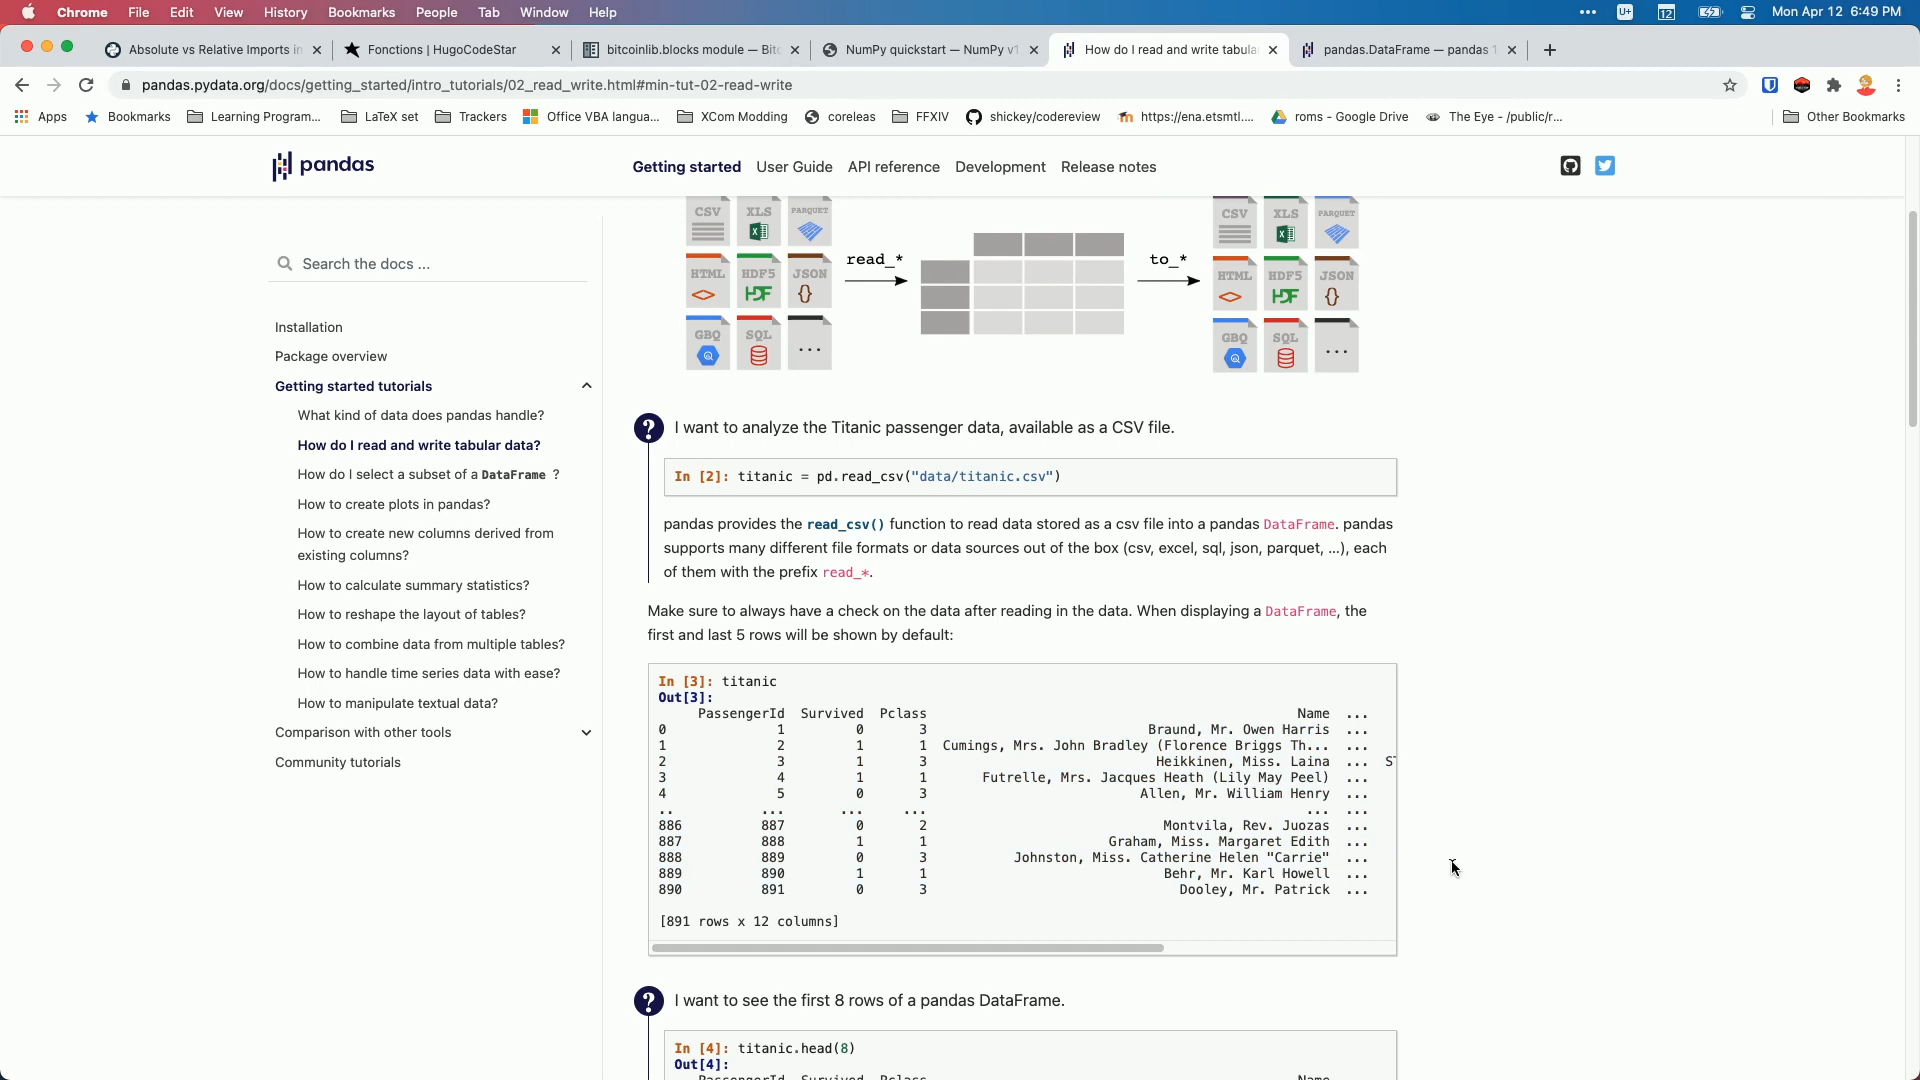 Chrome File Edit View History Bookmarks People Tab Window Help ••• U+ 12 Mon Apr 12 6:49 PM
Absolute vs Relative Imports in Fonctions | HugoCodeStar bitcoinlib.blocks module — Bitc NumPy quickstart — NumPy v1 How do I read and write tabula pandas.DataFrame — pandas 1
pandas.pydata.org/docs/getting_started/intro_tutorials/02_read_write.html#min-tut-02-read-write
Apps Bookmarks Learning Program... LaTeX set Trackers Office VBA langua... XCom Modding coreleas FFXIV shickey/codereview https://ena.etsmtl.... roms - Google Drive The Eye - /public/r... Other Bookmarks
pandas Getting started User Guide API reference Development Release notes
Search the docs ...
Installation
Package overview
Getting started tutorials
What kind of data does pandas handle?
How do I read and write tabular data?
How do I select a subset of a DataFrame ?
How to create plots in pandas?
How to create new columns derived from
existing columns?
How to calculate summary statistics?
How to reshape the layout of tables?
How to combine data from multiple tables?
How to handle time series data with ease?
How to manipulate textual data?
Comparison with other tools
Community tutorials
CSV XLS PARQUET CSV XLS PARQUET
read_* to_*
HTML HDF5 JSON HTML HDF5 JSON
<> HDF {} <> HDF {}
GBQ SQL GBQ SQL
... ...
? I want to analyze the Titanic passenger data, available as a CSV file.
In [2]: titanic = pd.read_csv("data/titanic.csv")
pandas provides the read_csv() function to read data stored as a csv file into a pandas DataFrame. pandas
supports many different file formats or data sources out of the box (csv, excel, sql, json, parquet, ...), each
of them with the prefix read_*.
Make sure to always have a check on the data after reading in the data. When displaying a DataFrame, the
first and last 5 rows will be shown by default:
In [3]: titanic
Out[3]:
PassengerId Survived Pclass Name ...
0 1 0 3 Braund, Mr. Owen Harris ...
1 2 1 1 Cumings, Mrs. John Bradley (Florence Briggs Th... ...
2 3 1 3 Heikkinen, Miss. Laina ... ST
3 4 1 1 Futrelle, Mrs. Jacques Heath (Lily May Peel) ...
4 5 0 3 Allen, Mr. William Henry ...
.. ... ... ... ... ...
886 887 0 2 Montvila, Rev. Juozas ...
887 888 1 1 Graham, Miss. Margaret Edith ...
888 889 0 3 Johnston, Miss. Catherine Helen "Carrie" ...
889 890 1 1 Behr, Mr. Karl Howell ...
890 891 0 3 Dooley, Mr. Patrick ...
[891 rows x 12 columns]
? I want to see the first 8 rows of a pandas DataFrame.
In [4]: titanic.head(8)
Out[4]:
PassengerId Survived Pclass Name